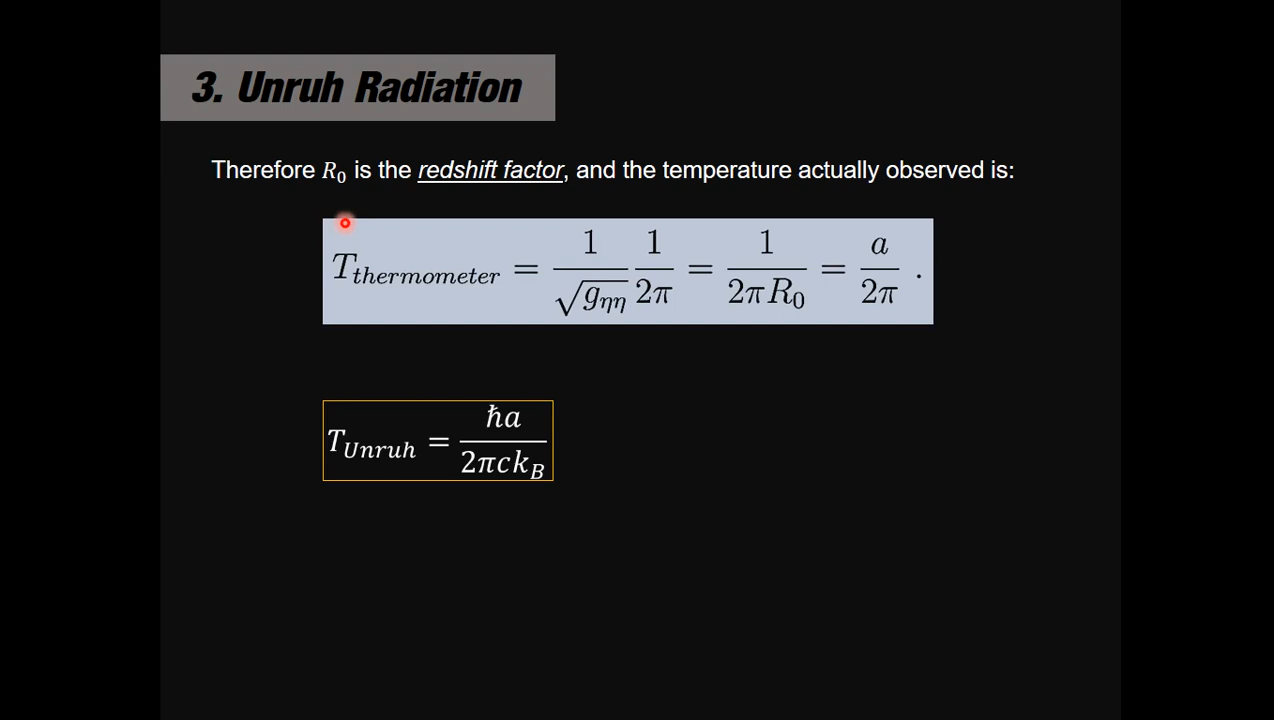 3. Unruh Radiation
Therefore R₀ is the redshift factor, and the temperature actually observed is:
T_thermometer = 1/√g_ηη 1/2π = 1/2πR₀ = a/2π .
T_Unruh = ħa/2πck_B